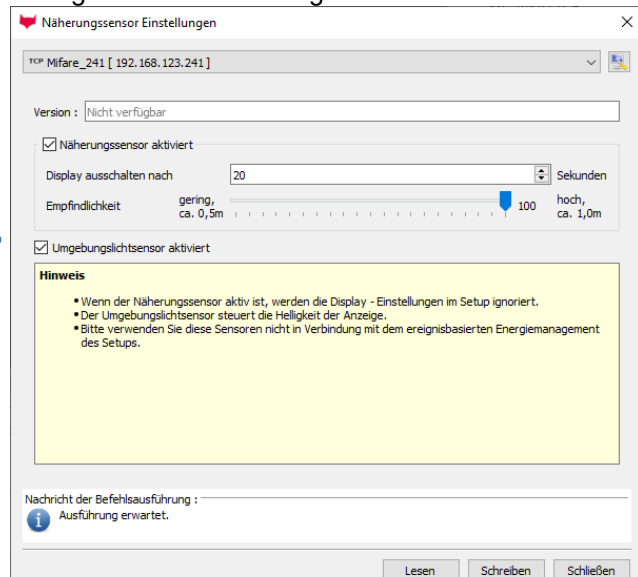 Näherungssensor Einstellungen
TCP Mifare_241 [ 192.168.123.241 ]
Version : Nicht verfügbar
Näherungssensor aktiviert
Display ausschalten nach 20 Sekunden
Empfindlichkeit gering, ca. 0,5m 100 hoch, ca. 1,0m
Umgebungslichtsensor aktiviert
Hinweis
•Wenn der Näherungssensor aktiv ist, werden die Display - Einstellungen im Setup ignoriert.
•Der Umgebungslichtsensor steuert die Helligkeit der Anzeige.
•Bitte verwenden Sie diese Sensoren nicht in Verbindung mit dem ereignisbasierten Energiemanagement
des Setups.
Nachricht der Befehlsausführung :
Ausführung erwartet.
Lesen Schreiben Schließen